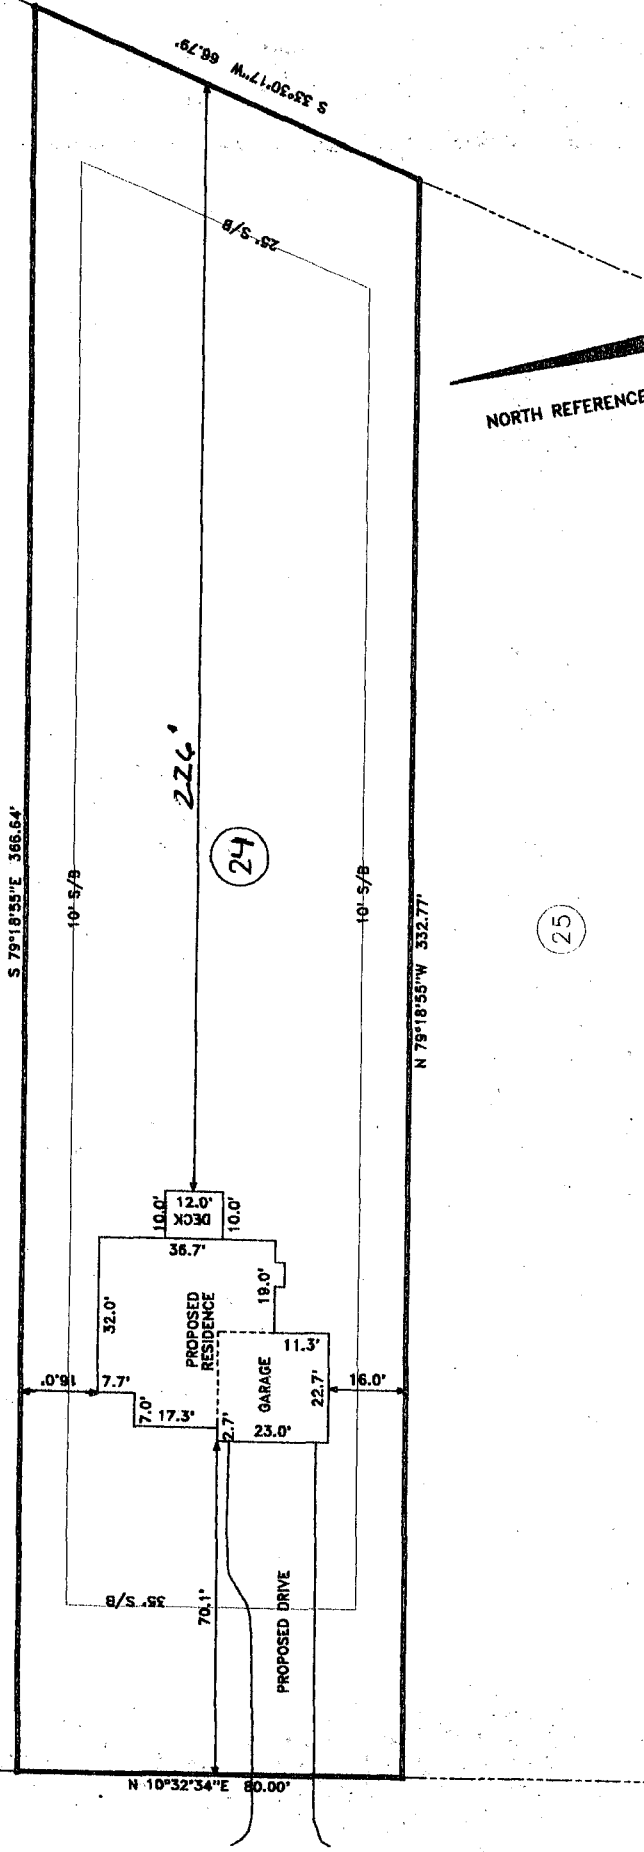 S 33°30'17"W 66.79'
25' S/B
NORTH REFERENCE
226'
24
S 79°18'55"E 366.64'
10' S/B
10' S/B
N 79°18'55"W 332.77'
25
10.0'
12.0'
DECK
10.0'
36.7'
32.0'
PROPOSED
RESIDENCE
19.0'
11.3'
16.0'
7.7'
GARAGE
22.7'
16.0'
7.0'
17.3'
2.7'
23.0'
35' S/B
70.1'
PROPOSED DRIVE
N 10°32'34"E 80.00'